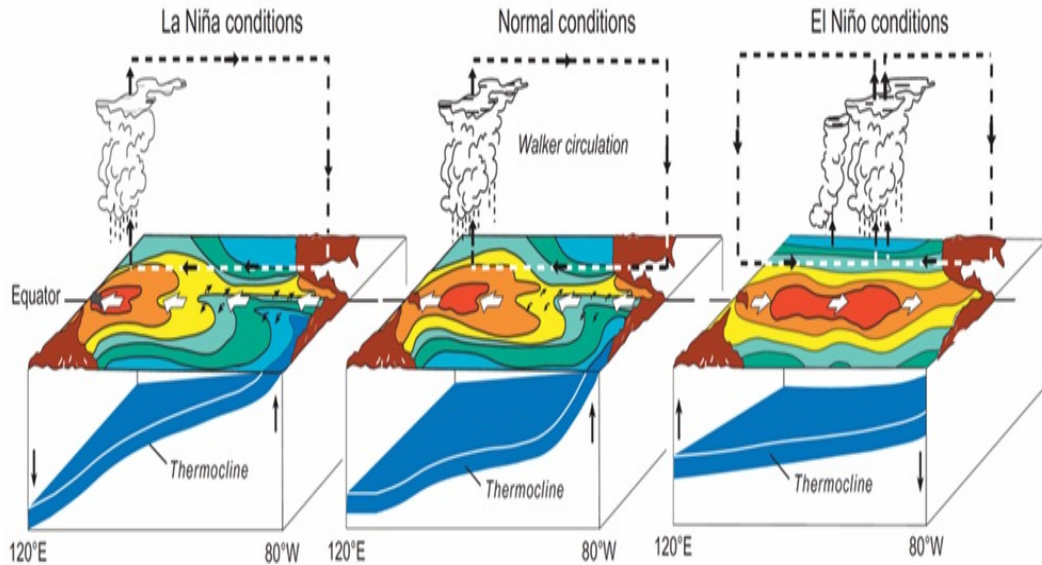 La Niña conditions
Normal conditions
El Niño conditions
Walker circulation
Equator
Thermocline
Thermocline
Thermocline
120°E
80°W
120°E
80°W
120°E
80°W